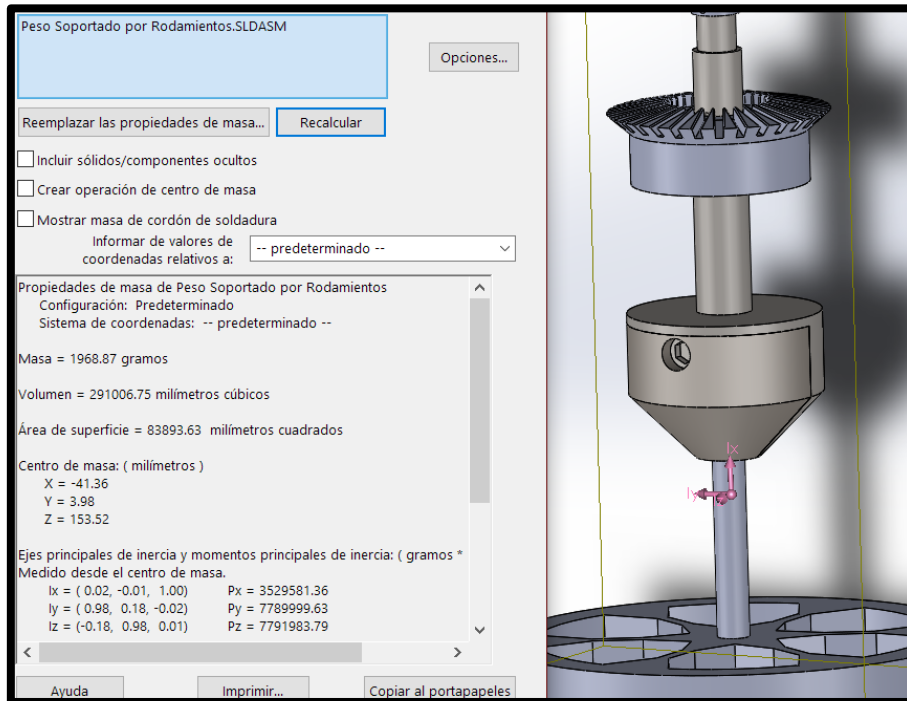 Peso Soportado por Rodamientos.SLDASM
Opciones...
Reemplazar las propiedades de masa...
Recalcular
Incluir sólidos/componentes ocultos
Crear operación de centro de masa
Mostrar masa de cordón de soldadura
Informar de valores de
coordenadas relativos a:
-- predeterminado --
Propiedades de masa de Peso Soportado por Rodamientos
Configuración: Predeterminado
Sistema de coordenadas: -- predeterminado --
Masa = 1968.87 gramos
Volumen = 291006.75 milímetros cúbicos
Área de superficie = 83893.63 milímetros cuadrados
Centro de masa: ( milímetros )
X = -41.36
Y = 3.98
Z = 153.52
Ejes principales de inercia y momentos principales de inercia: ( gramos *
Medido desde el centro de masa.
Ix = ( 0.02, -0.01, 1.00) Px = 3529581.36
Iy = ( 0.98, 0.18, -0.02) Py = 7789999.63
Iz = (-0.18, 0.98, 0.01) Pz = 7791983.79
Ayuda
Imprimir...
Copiar al portapapeles
Ix
Iy